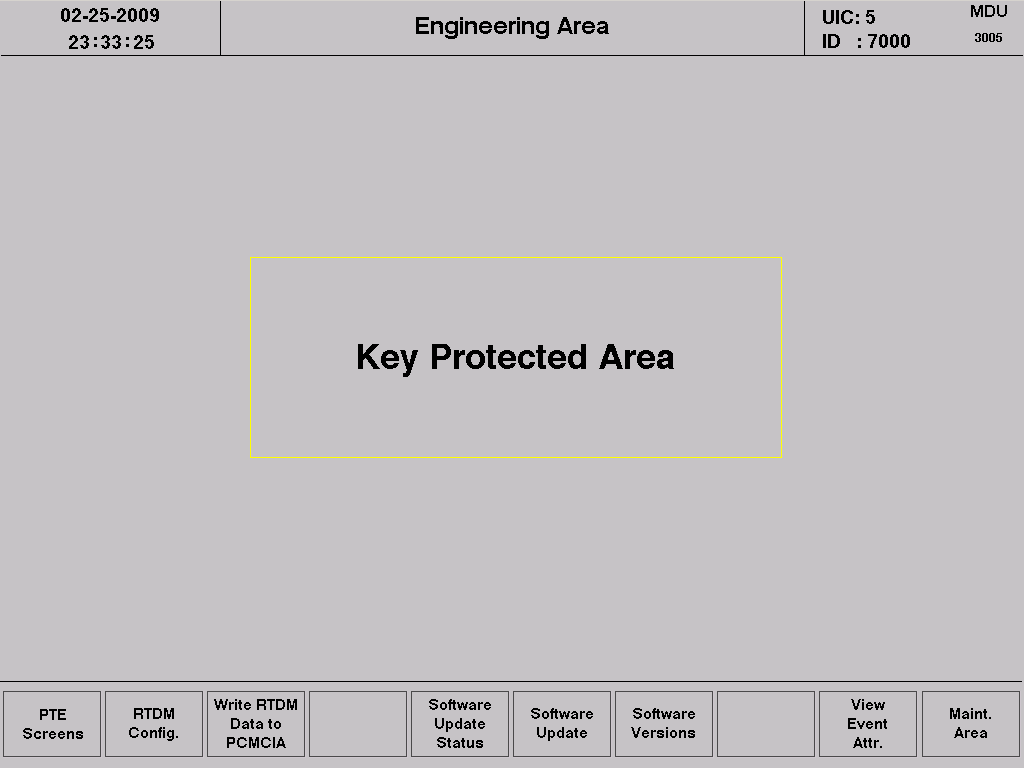 02-25-2009
23:33:25
Engineering Area
UIC: 5
ID : 7000
MDU
3005
Key Protected Area
PTE
Screens
RTDM
Config.
Write RTDM
Data to
PCMCIA
Software
Update
Status
Software
Update
Software
Versions
View
Event
Attr.
Maint.
Area